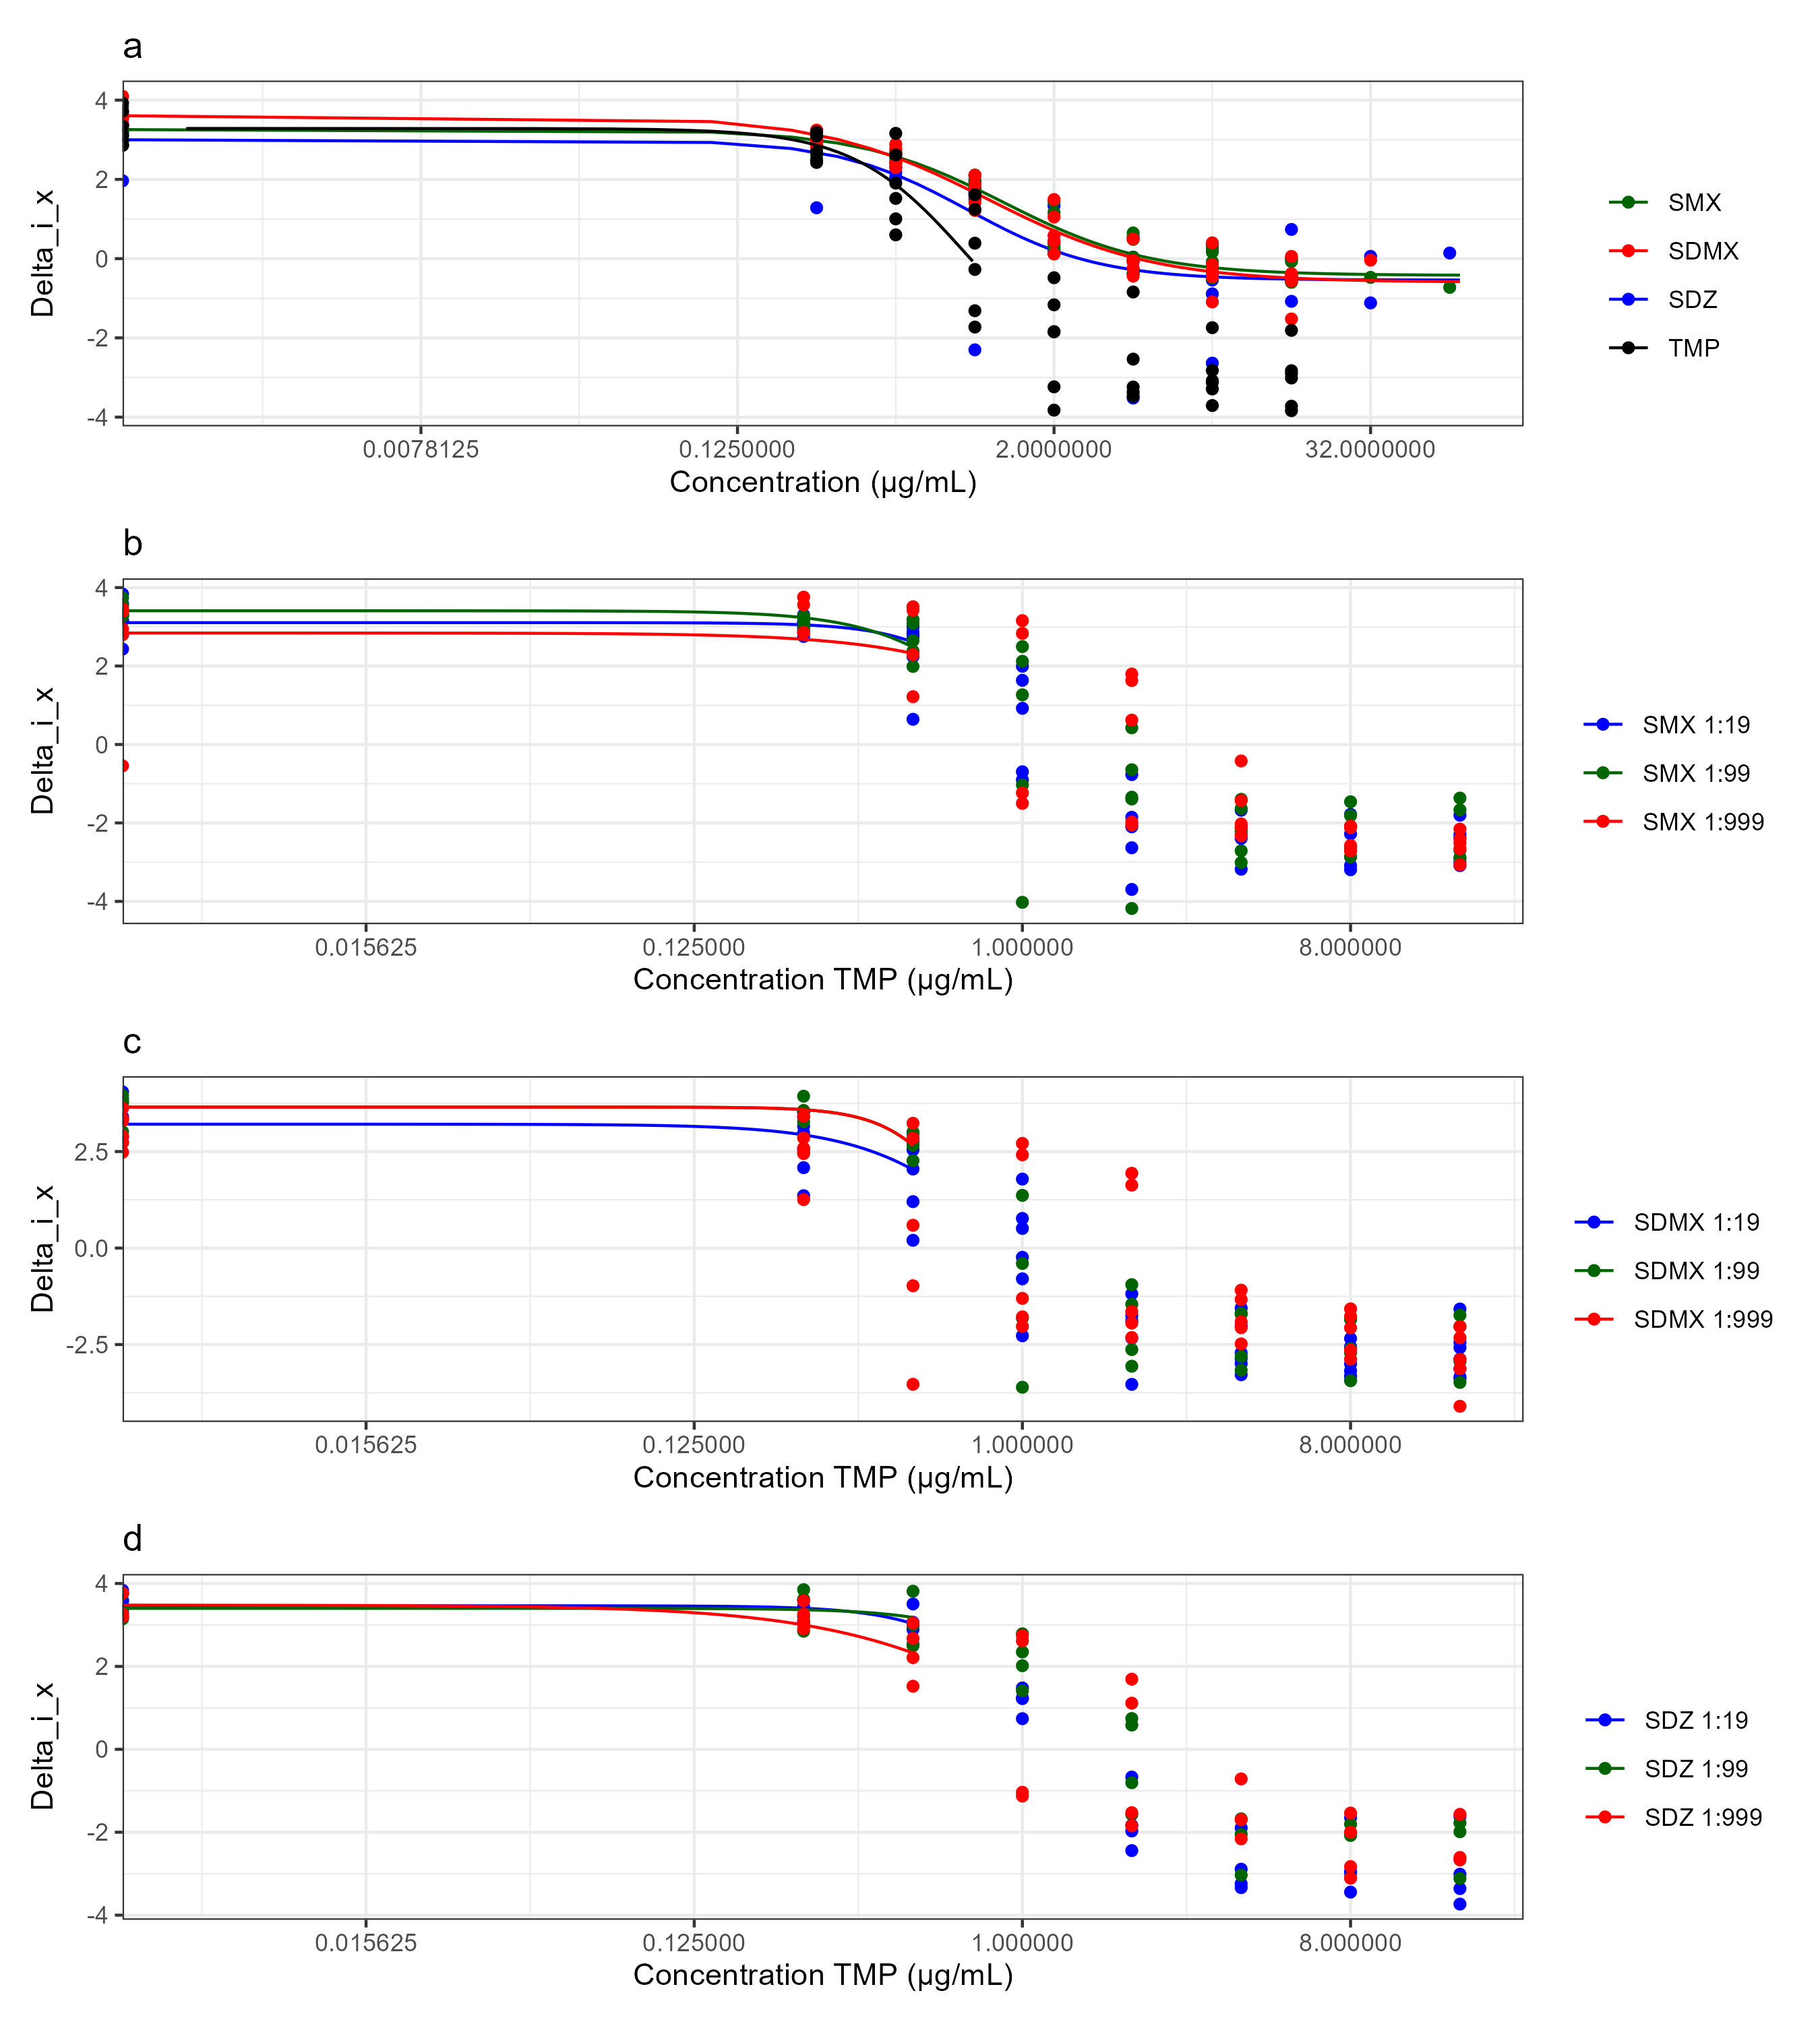 a
4
2
0
-2
-4
Delta_i_x
0.0078125 0.1250000 2.0000000 32.0000000
Concentration (µg/mL)
SMX
SDMX
SDZ
TMP
b
4
2
0
-2
-4
Delta_i_x
0.015625 0.125000 1.000000 8.000000
Concentration TMP (µg/mL)
SMX 1:19
SMX 1:99
SMX 1:999
c
2.5
0.0
-2.5
Delta_i_x
0.015625 0.125000 1.000000 8.000000
Concentration TMP (µg/mL)
SDMX 1:19
SDMX 1:99
SDMX 1:999
d
4
2
0
-2
-4
Delta_i_x
0.015625 0.125000 1.000000 8.000000
Concentration TMP (µg/mL)
SDZ 1:19
SDZ 1:99
SDZ 1:999